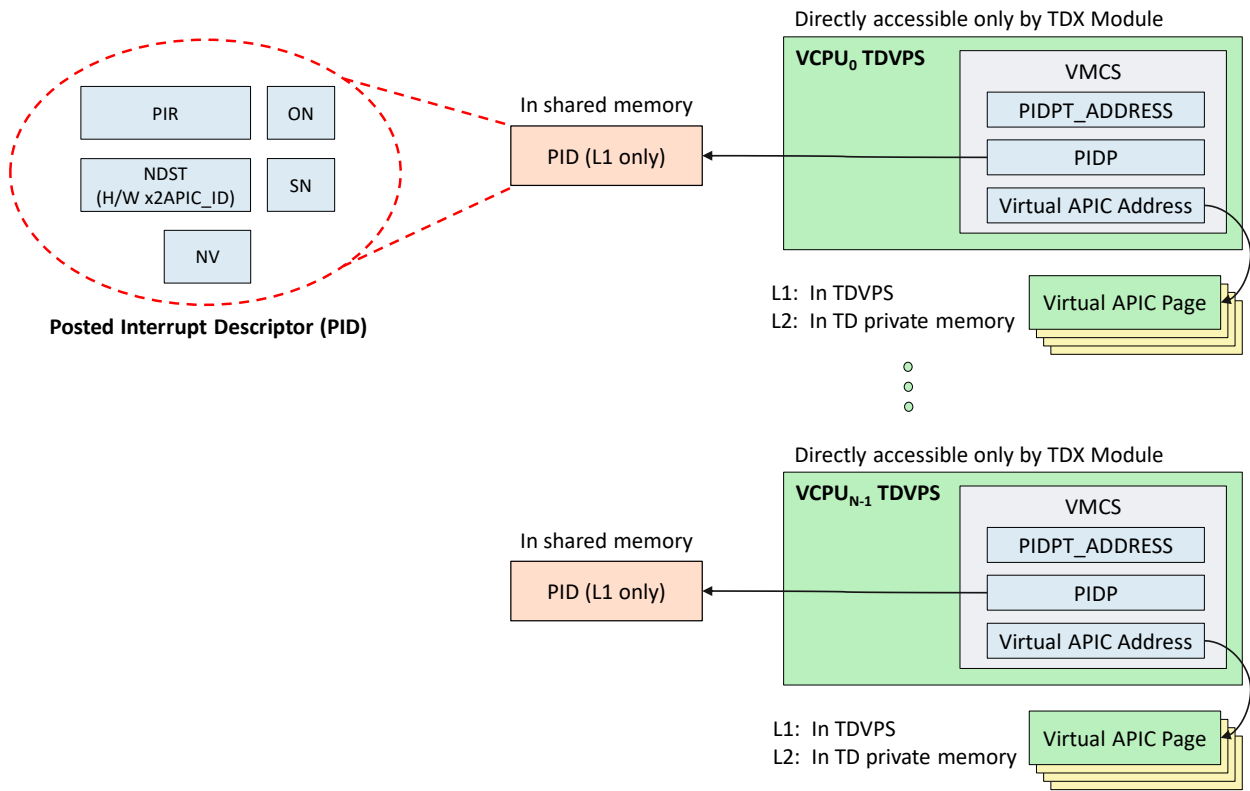 Directly accessible only by TDX Module
VCPU0 TDVPS
VMCS
PIDPT_ADDRESS
PIDP
Virtual APIC Address
In shared memory
PID (L1 only)
PIR
ON
NDST
(H/W x2APIC_ID)
SN
NV
Posted Interrupt Descriptor (PID)
L1: In TDVPS
L2: In TD private memory
Virtual APIC Page
Directly accessible only by TDX Module
VCPUN-1 TDVPS
VMCS
PIDPT_ADDRESS
PIDP
Virtual APIC Address
In shared memory
PID (L1 only)
L1: In TDVPS
L2: In TD private memory
Virtual APIC Page